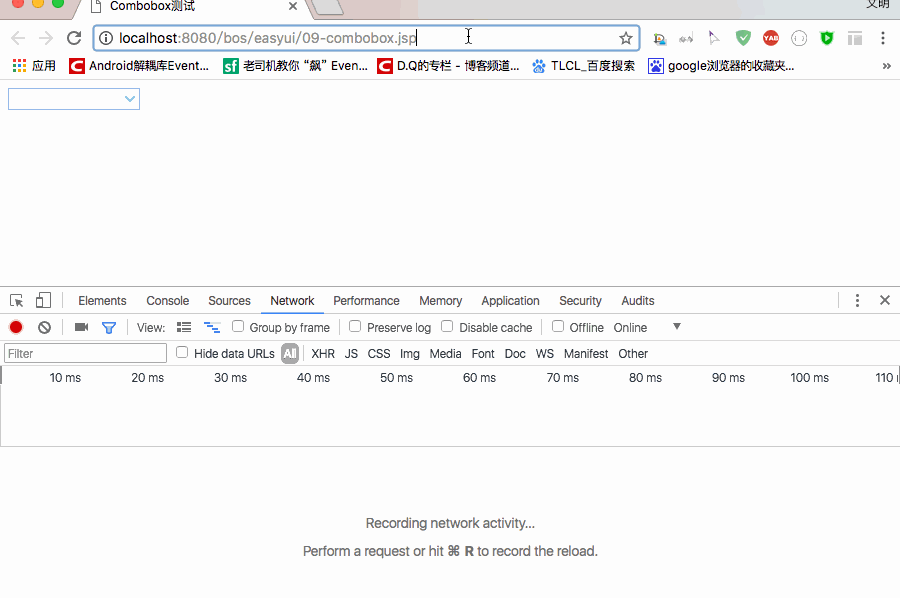 Combobox测试
文明
localhost:8080/bos/easyui/09-combobox.jsp
应用 Android解耦库Event... 老司机教你“飙”Even... D.Q的专栏 - 博客频道... TLCL_百度搜索 google浏览器的收藏夹... »
Elements Console Sources Network Performance Memory Application Security Audits
View: Group by frame Preserve log Disable cache Offline Online
Filter Hide data URLs All XHR JS CSS Img Media Font Doc WS Manifest Other
10 ms 20 ms 30 ms 40 ms 50 ms 60 ms 70 ms 80 ms 90 ms 100 ms 110
Recording network activity...
Perform a request or hit ⌘ R to record the reload.